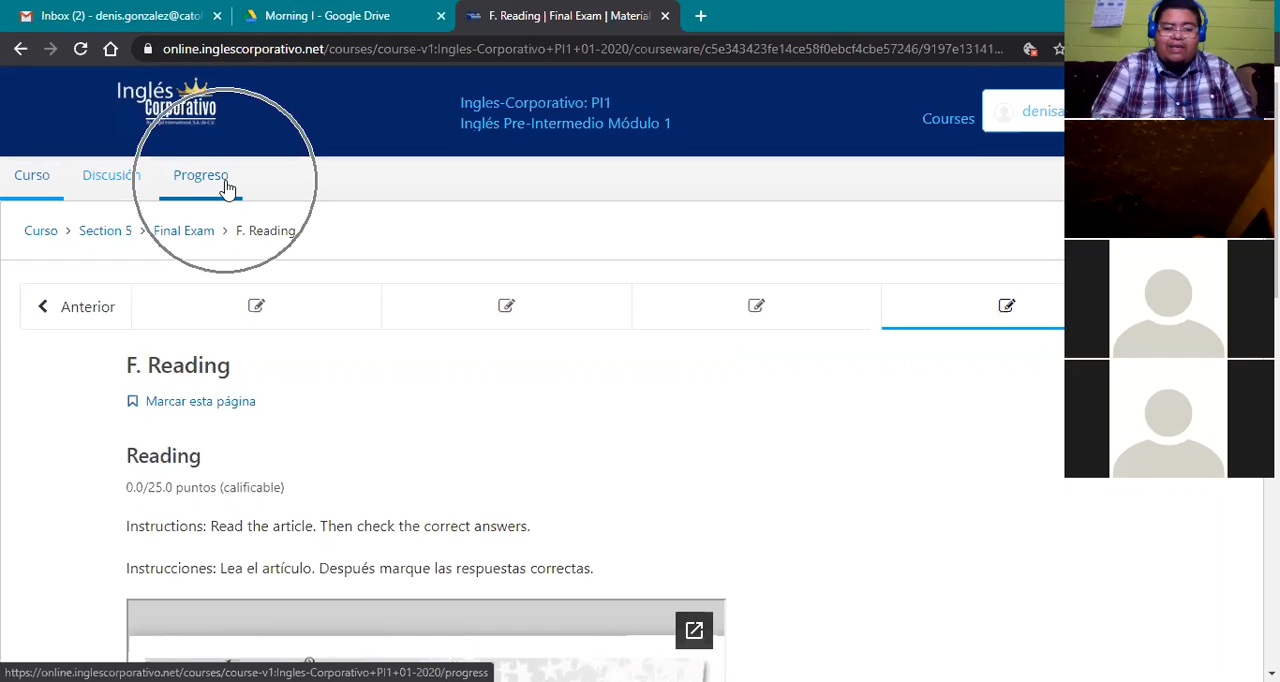 Inbox (2) - denis.gonzalez@cato
Morning I - Google Drive
F. Reading | Final Exam | Material
online.inglescorporativo.net/courses/course-v1:Ingles-Corporativo+PI1+01-2020/courseware/c5e343423fe14ce58f0ebcf4cbe57246/9197e13141...
Inglés
Corporativo
Ingles-Corporativo: PI1
Inglés Pre-Intermedio Módulo 1
Courses
denisa
Curso
Discusión
Progreso
Curso > Section 5 > Final Exam > F. Reading
Anterior
F. Reading
Marcar esta página
Reading
0.0/25.0 puntos (calificable)
Instructions: Read the article. Then check the correct answers.
Instrucciones: Lea el artículo. Después marque las respuestas correctas.
https://online.inglescorporativo.net/courses/course-v1:Ingles-Corporativo+PI1+01-2020/progress